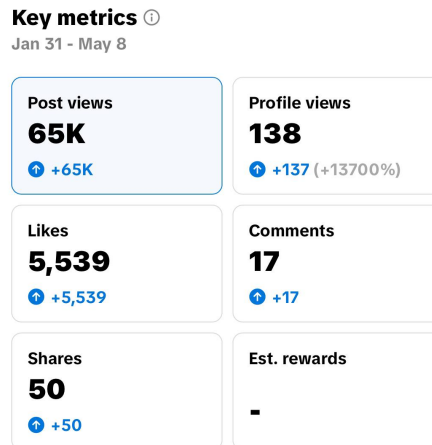 Key metrics
Jan 31 - May 8
Post views
65K
+65K
Profile views
138
+137 (+13700%)
Likes
5,539
+5,539
Comments
17
+17
Shares
50
+50
Est. rewards
-